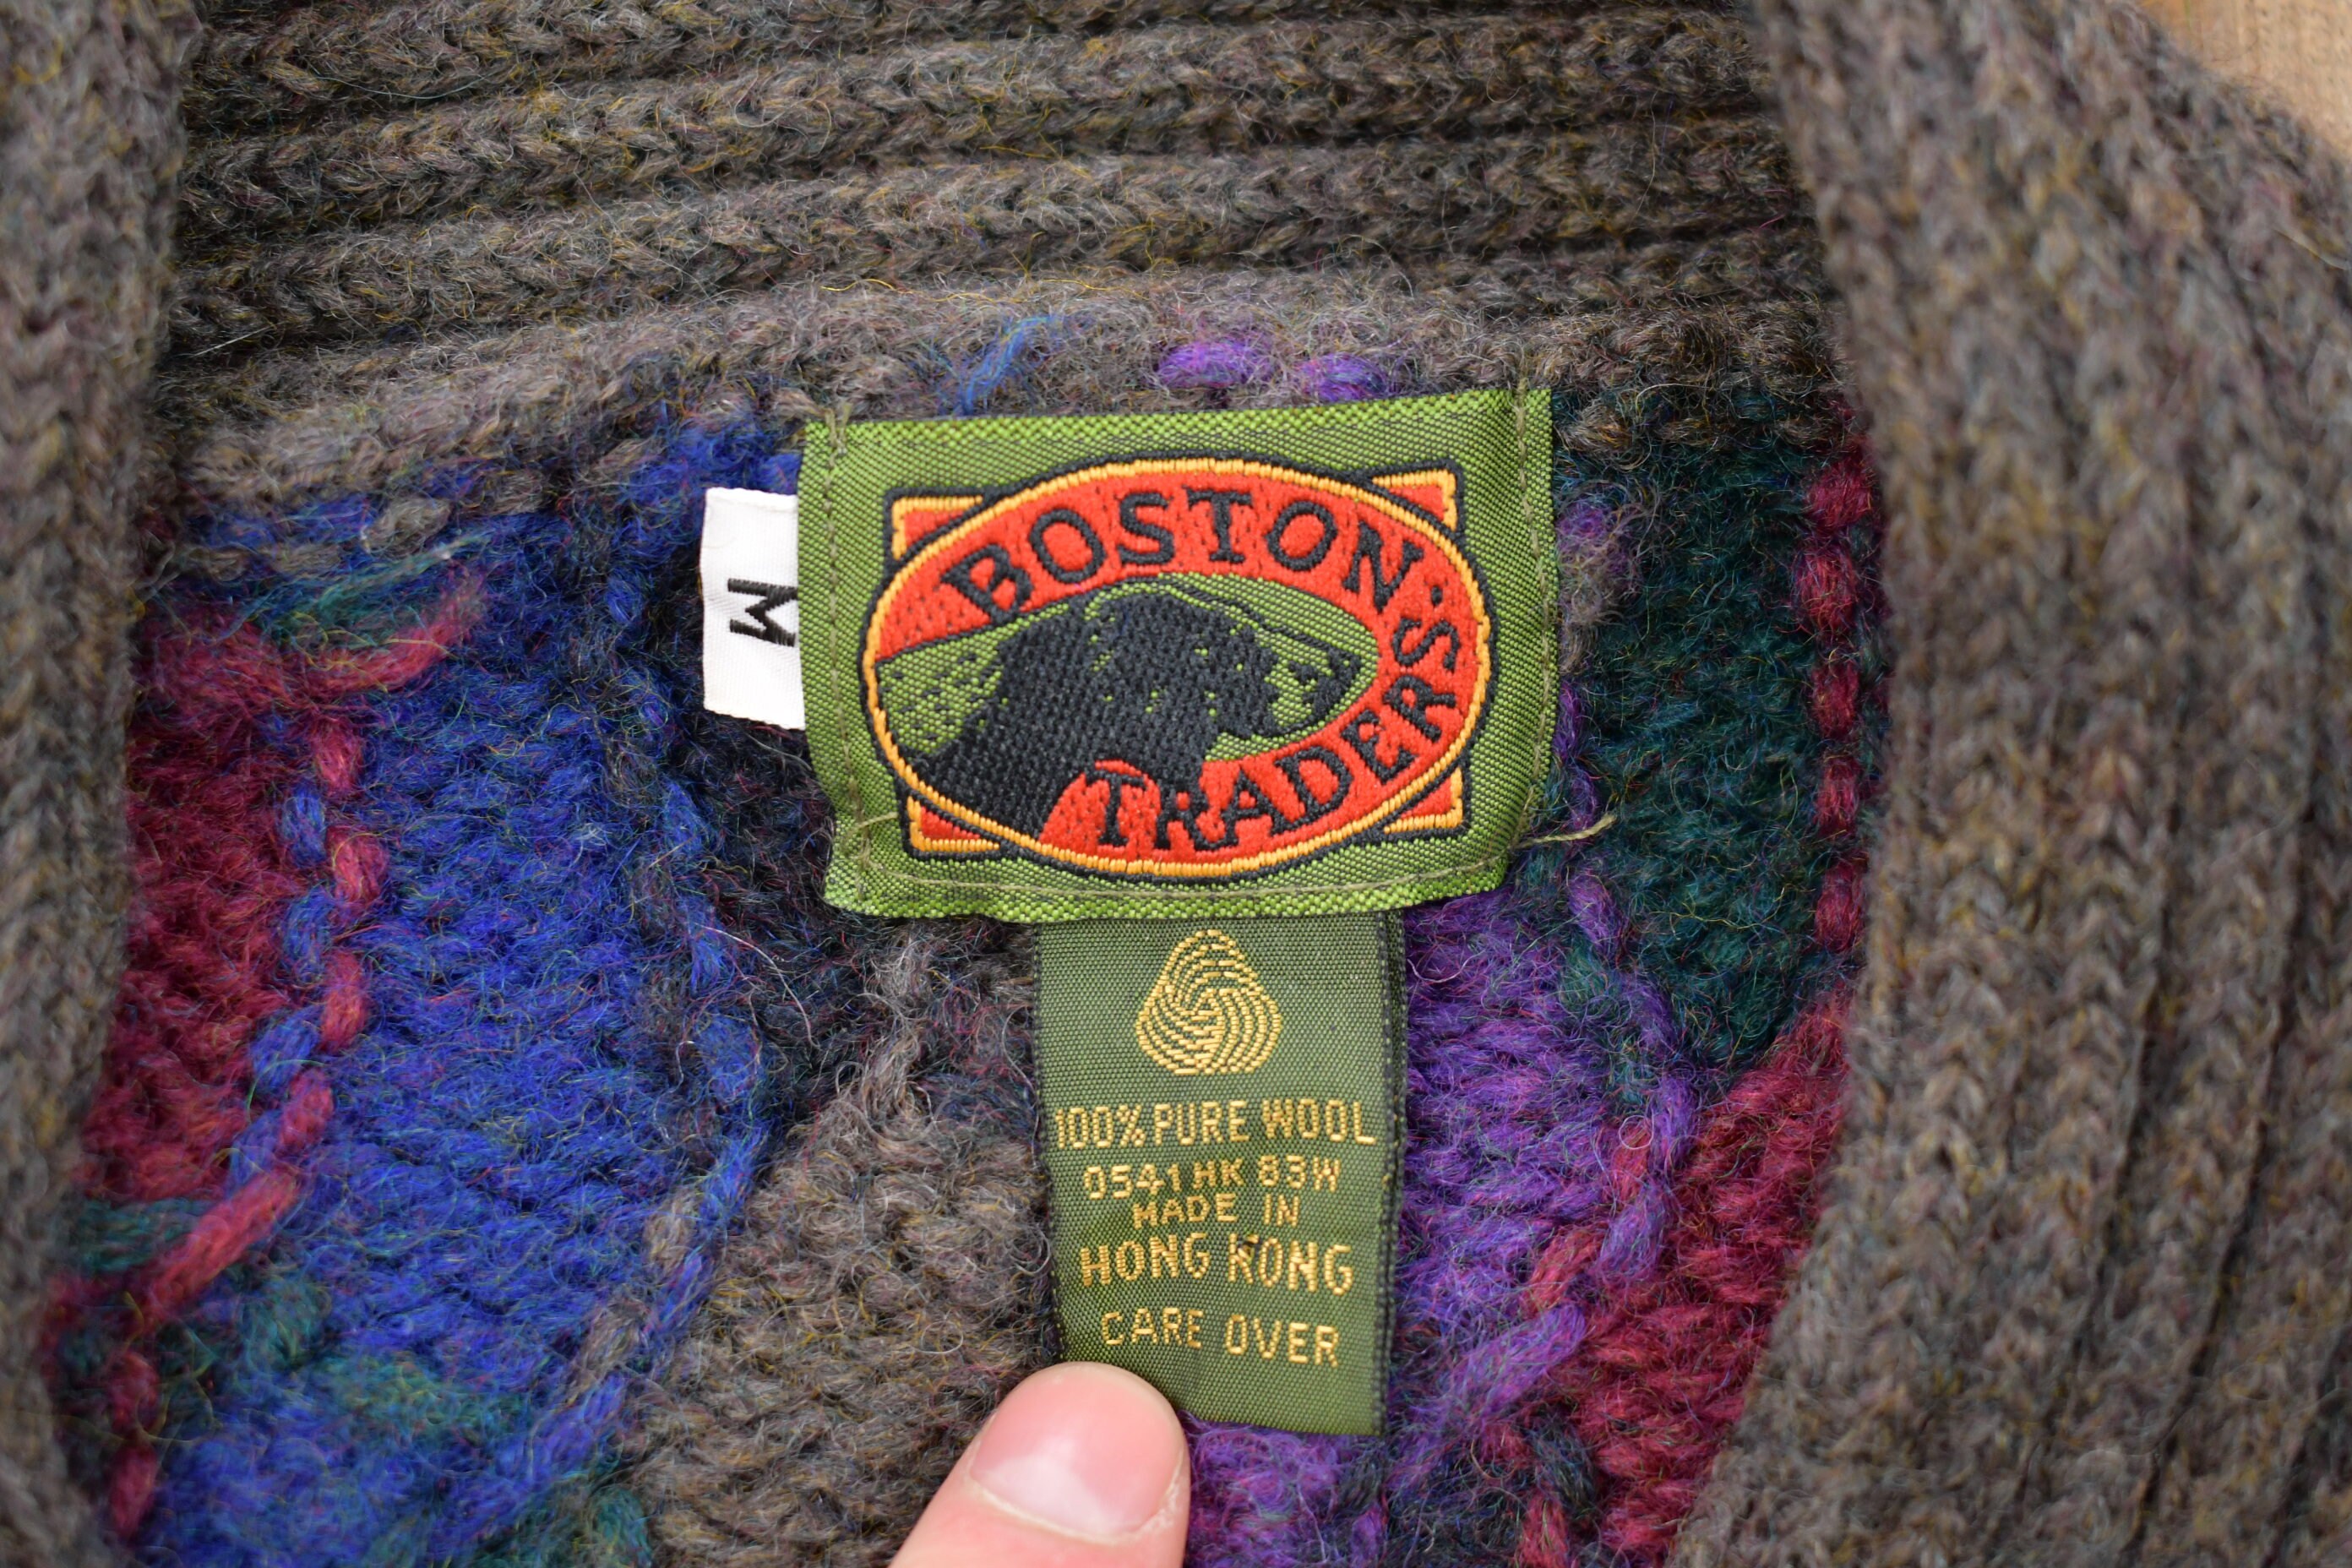 M
BOSTON
TRADERS
100% PURE WOOL
0541 HK 83W
MADE IN
HONG KONG
CARE OVER